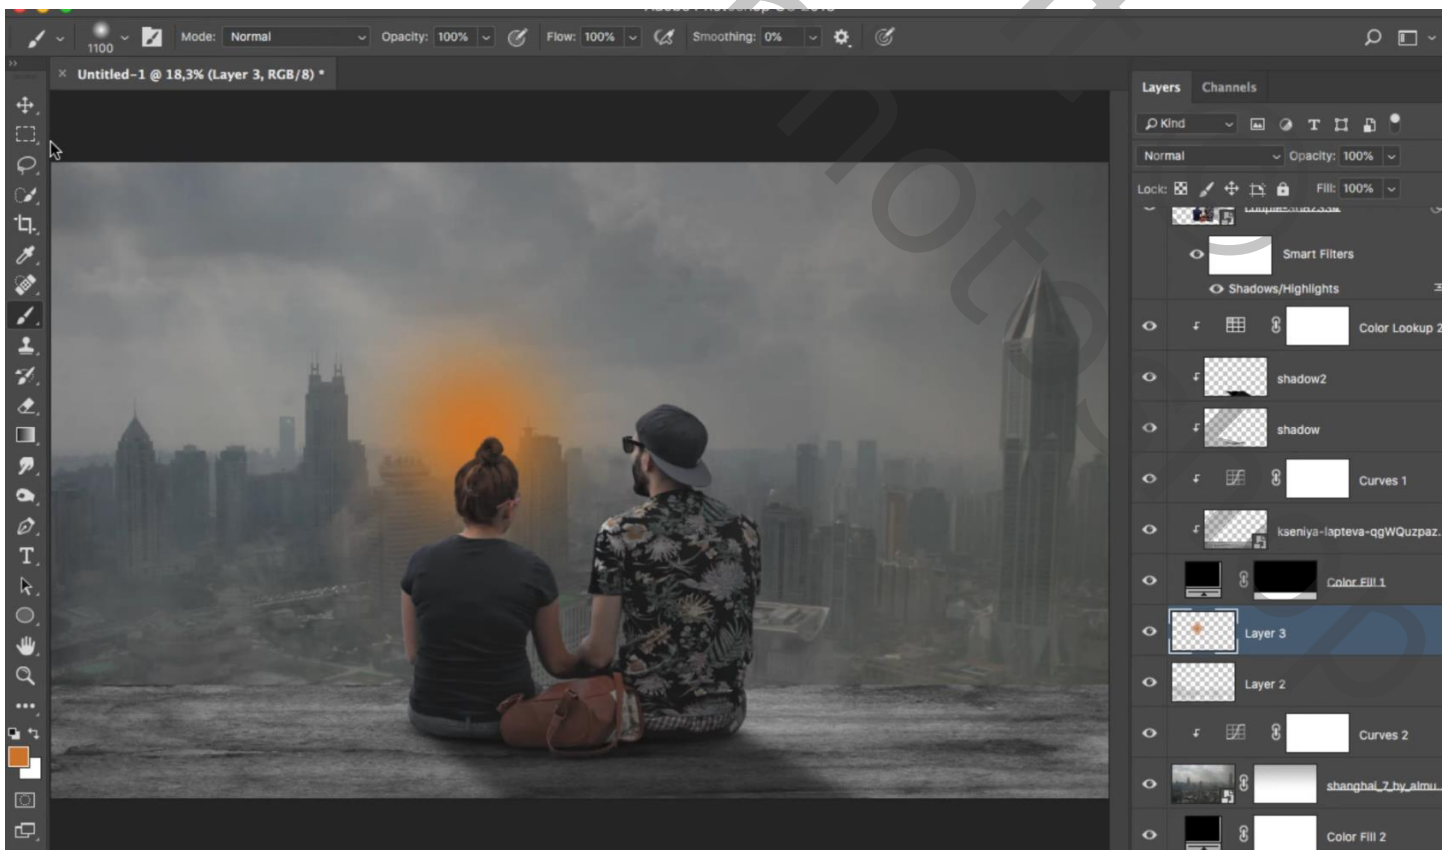 1100
Mode: Normal
Opacity: 100%
Flow: 100%
Smoothing: 0%
× Untitled-1 @ 18,3% (Layer 3, RGB/8) *
Layers Channels
Kind
Normal
Opacity: 100%
Lock:
Fill: 100%
Smart Filters
Shadows/Highlights
Color Lookup 2
shadow2
shadow
Curves 1
kseniya-lapteva-qgWQuzpaz...
Color Fill 1
Layer 3
Layer 2
Curves 2
shanghai_7_by_almu...
Color Fill 2